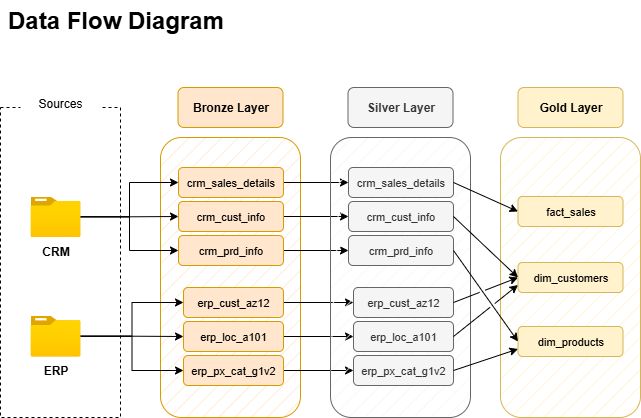 Data Flow Diagram
Sources
Bronze Layer
Silver Layer
Gold Layer
CRM
ERP
crm_sales_details
crm_cust_info
crm_prd_info
erp_cust_az12
erp_loc_a101
erp_px_cat_g1v2
crm_sales_details
crm_cust_info
crm_prd_info
erp_cust_az12
erp_loc_a101
erp_px_cat_g1v2
fact_sales
dim_customers
dim_products